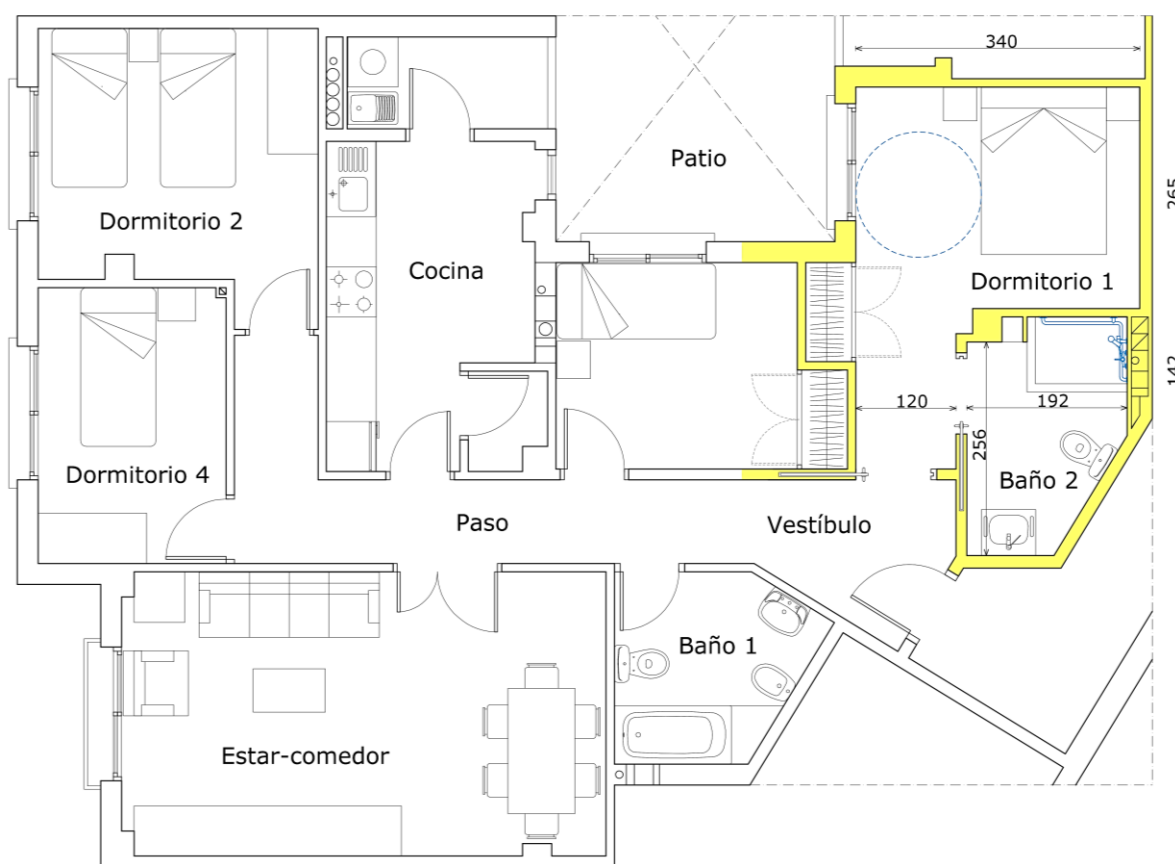 340
Patio
265
Dormitorio 2
Cocina
Dormitorio 1
142
120
192
256
Dormitorio 4
Baño 2
Paso
Vestíbulo
Baño 1
Estar-comedor